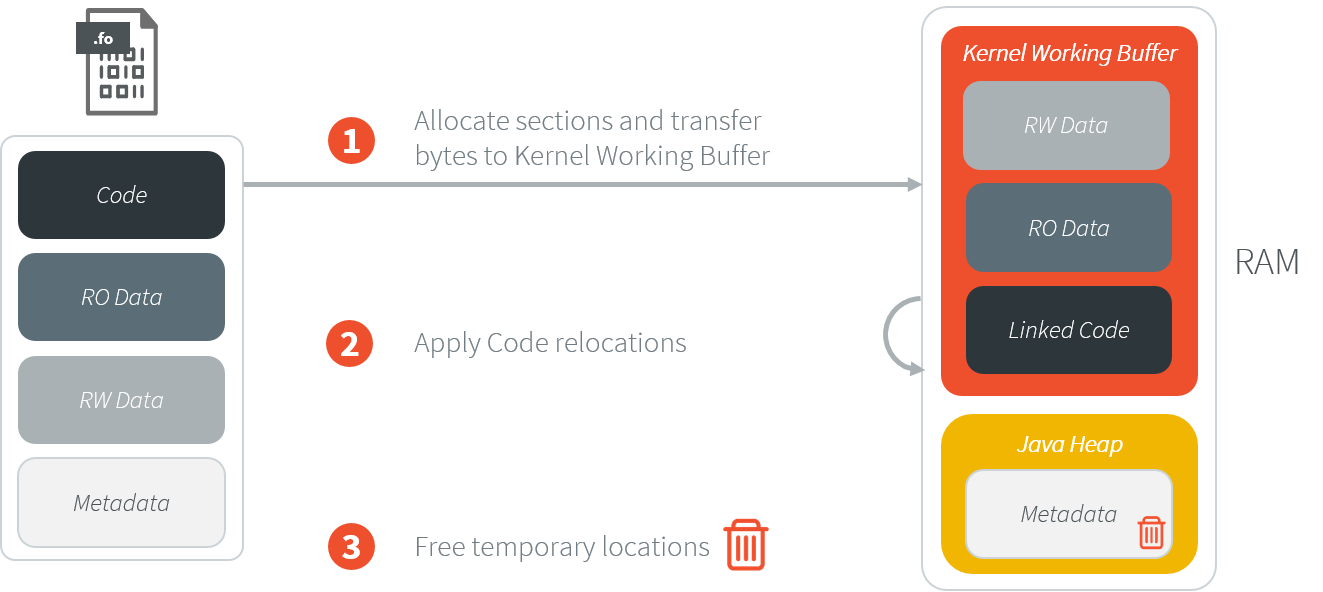 .fo
Code
RO Data
RW Data
Metadata
1
Allocate sections and transfer
bytes to Kernel Working Buffer
2
Apply Code relocations
3
Free temporary locations
Kernel Working Buffer
RW Data
RO Data
Linked Code
Java Heap
Metadata
RAM